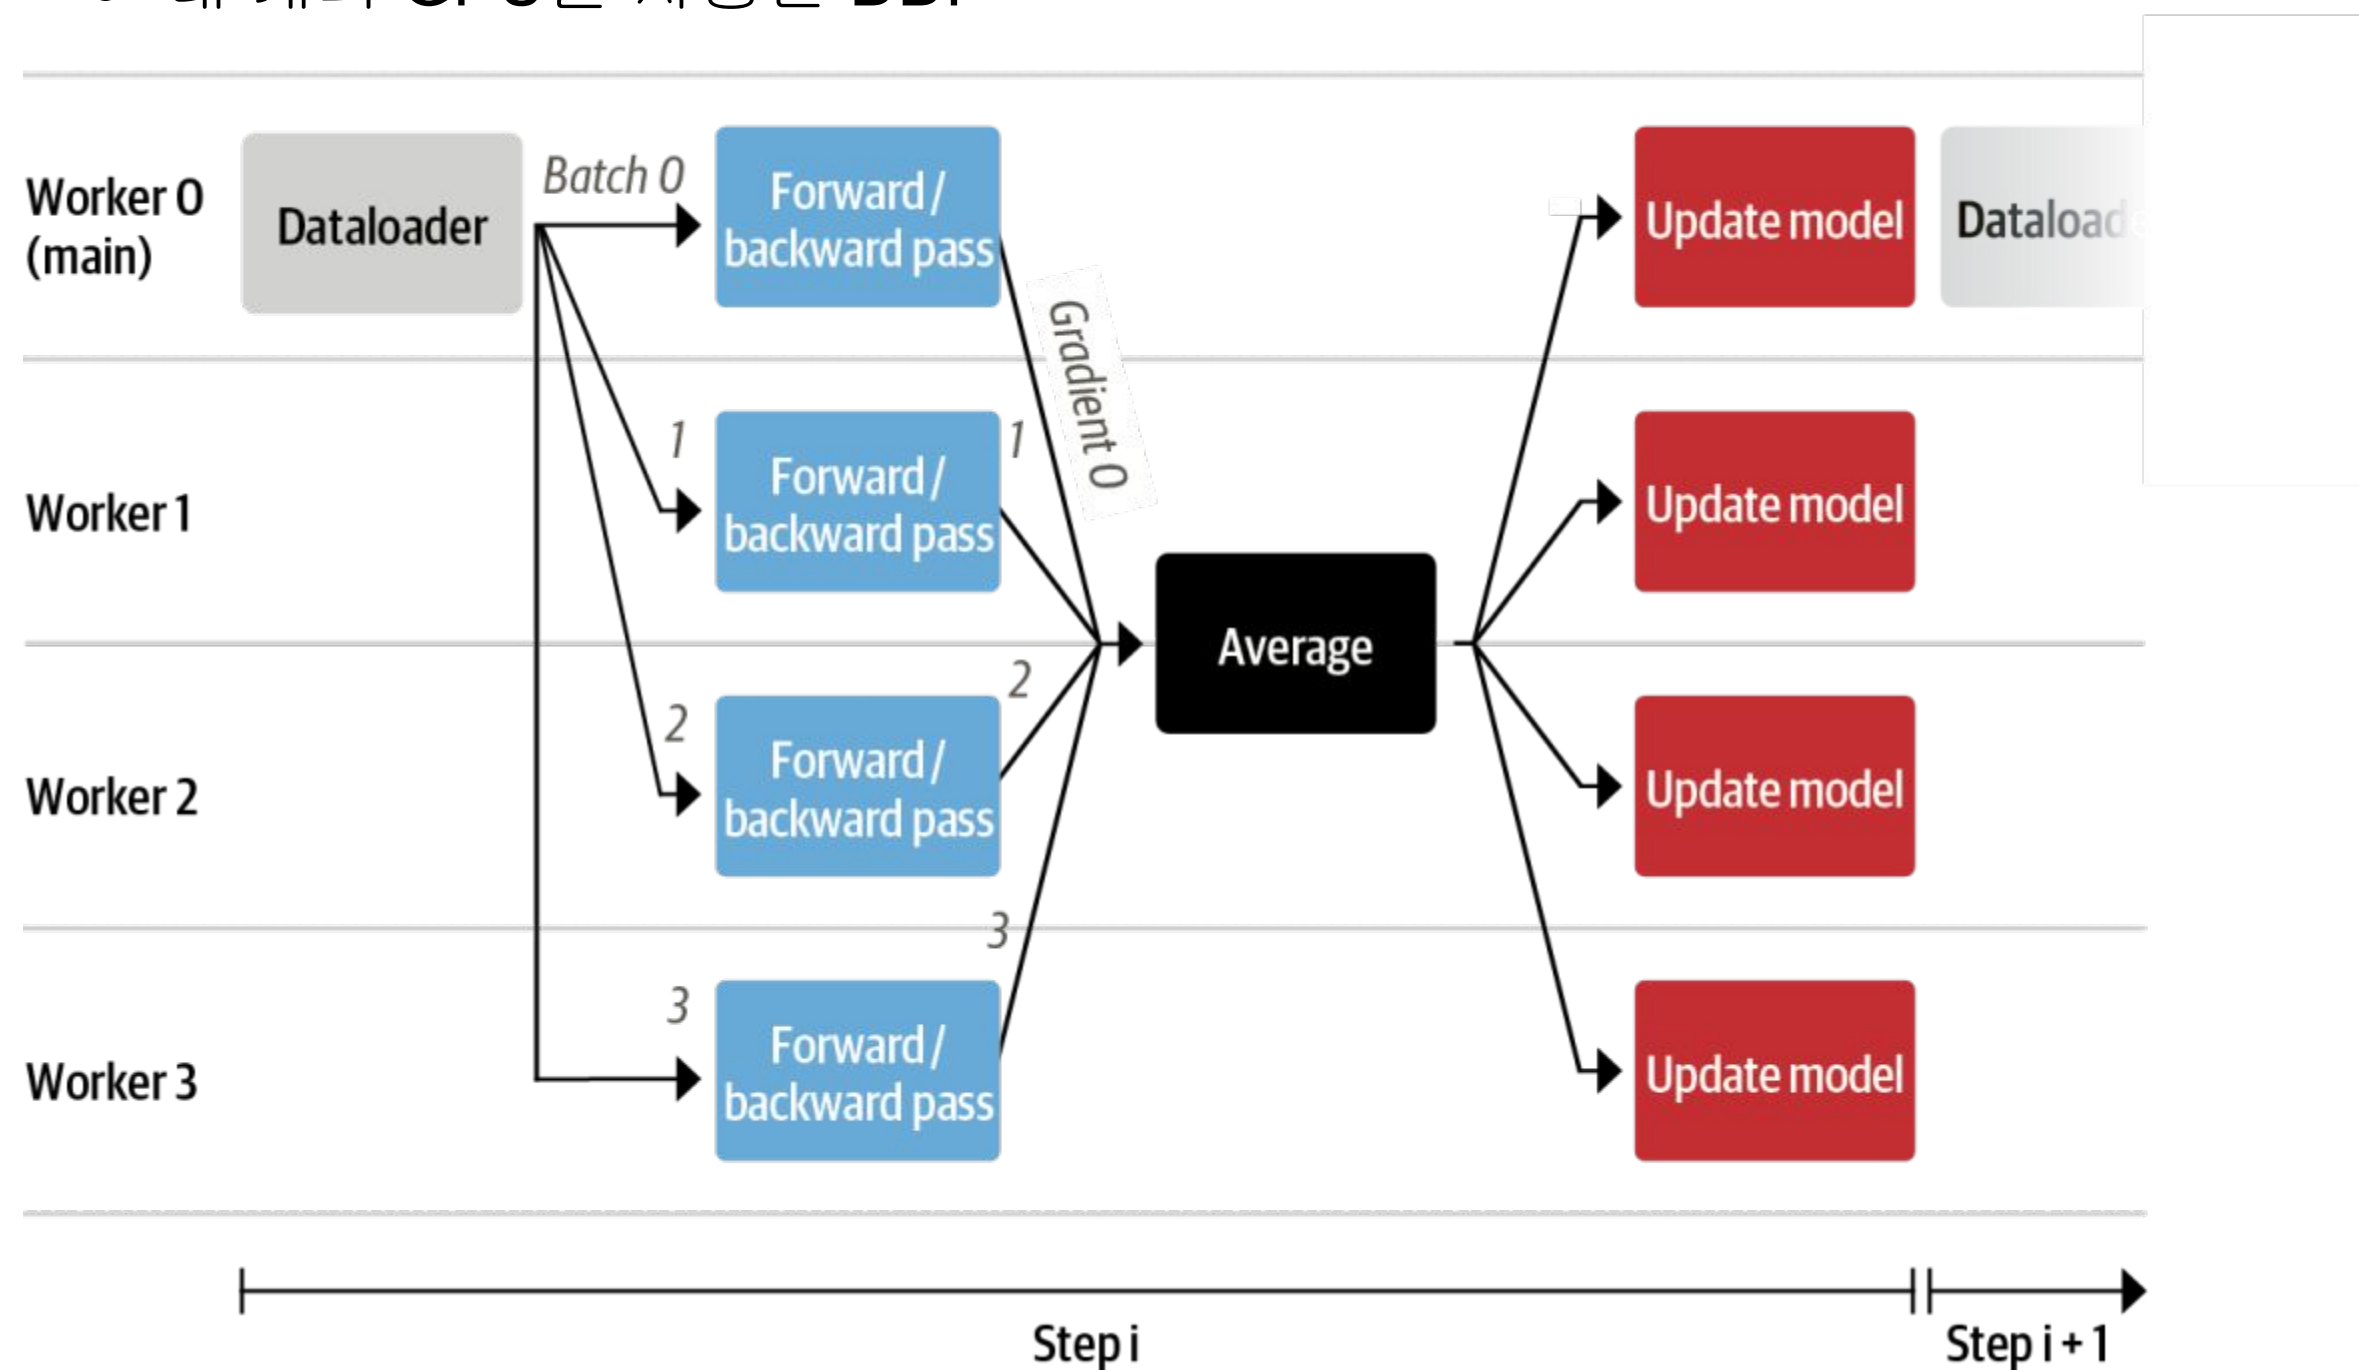 Batch 0
Worker 0
(main)
Dataloader
Forward /
backward pass
Update model
Gradient 0
Worker 1
1
Forward /
backward pass
1
Update model
Average
Worker 2
2
Forward /
backward pass
2
Update model
Worker 3
3
Forward /
backward pass
3
Update model
Step i
Step i + 1